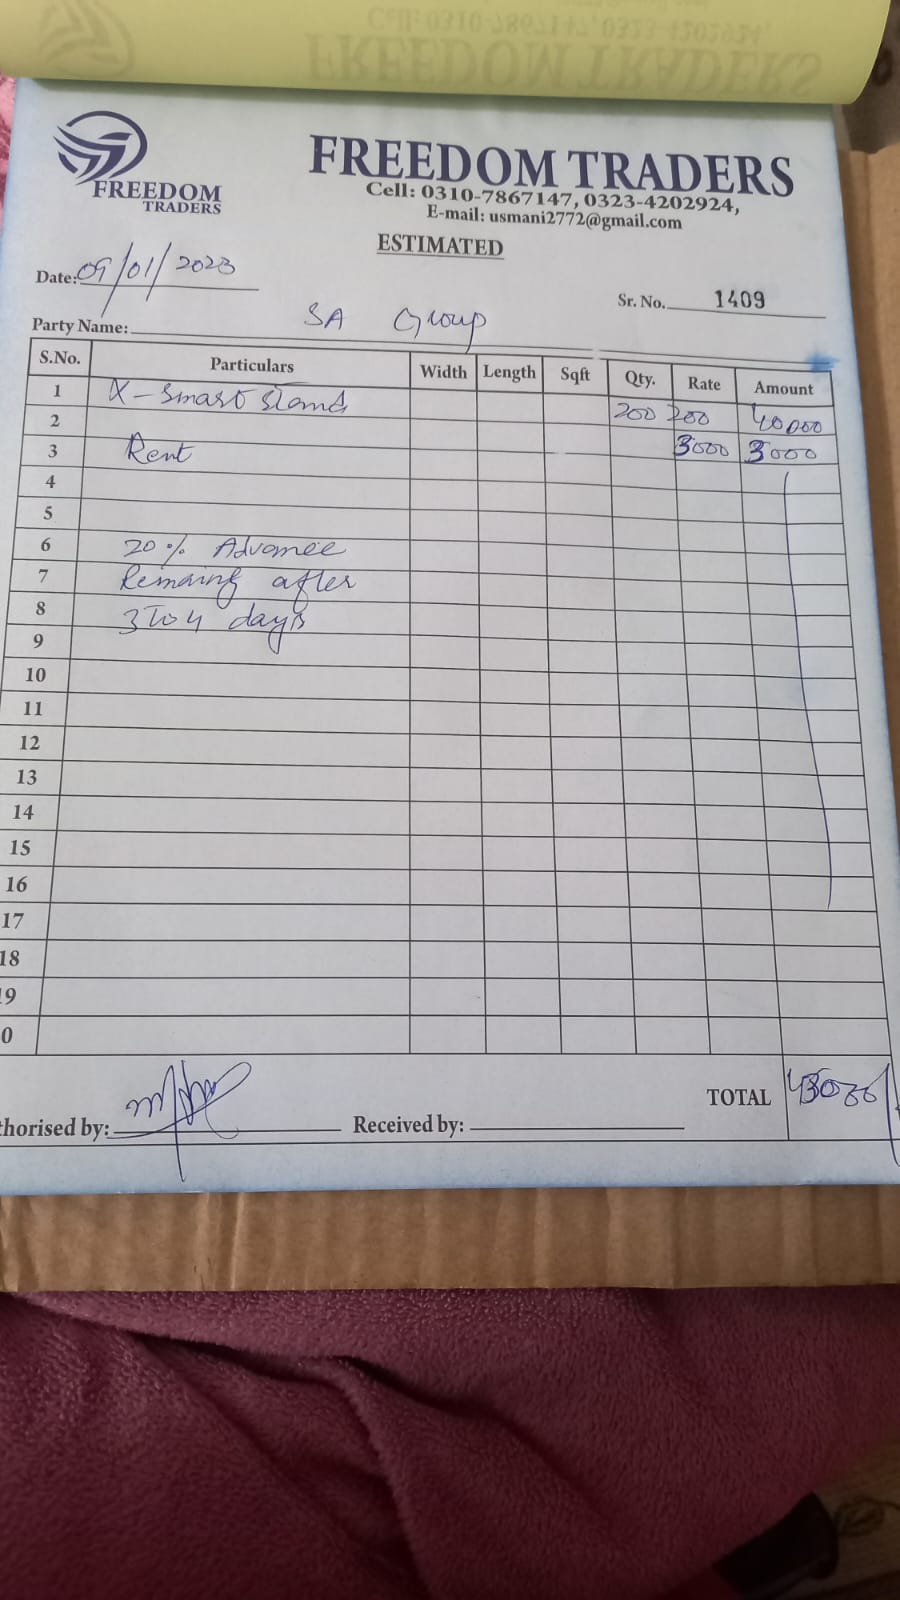 Cell: 0310-7867147, 0323-4202924,
FREEDOM TRADERS
FREEDOM
TRADERS
FREEDOM TRADERS
Cell: 0310-7867147, 0323-4202924,
E-mail: usmani2772@gmail.com
ESTIMATED
Date: 09/01/2023
Sr. No. 1409
Party Name: SA Group
S.No. Particulars Width Length Sqft Qty. Rate Amount
1 X-Smart Stand 200 200 40000
2
3 Rent 3000 3000
4
5
6 20% Advance
7 Remaing after
8 3 To 4 days
9
10
11
12
13
14
15
16
17
18
19
0
TOTAL 43000/
thorised by: Received by: